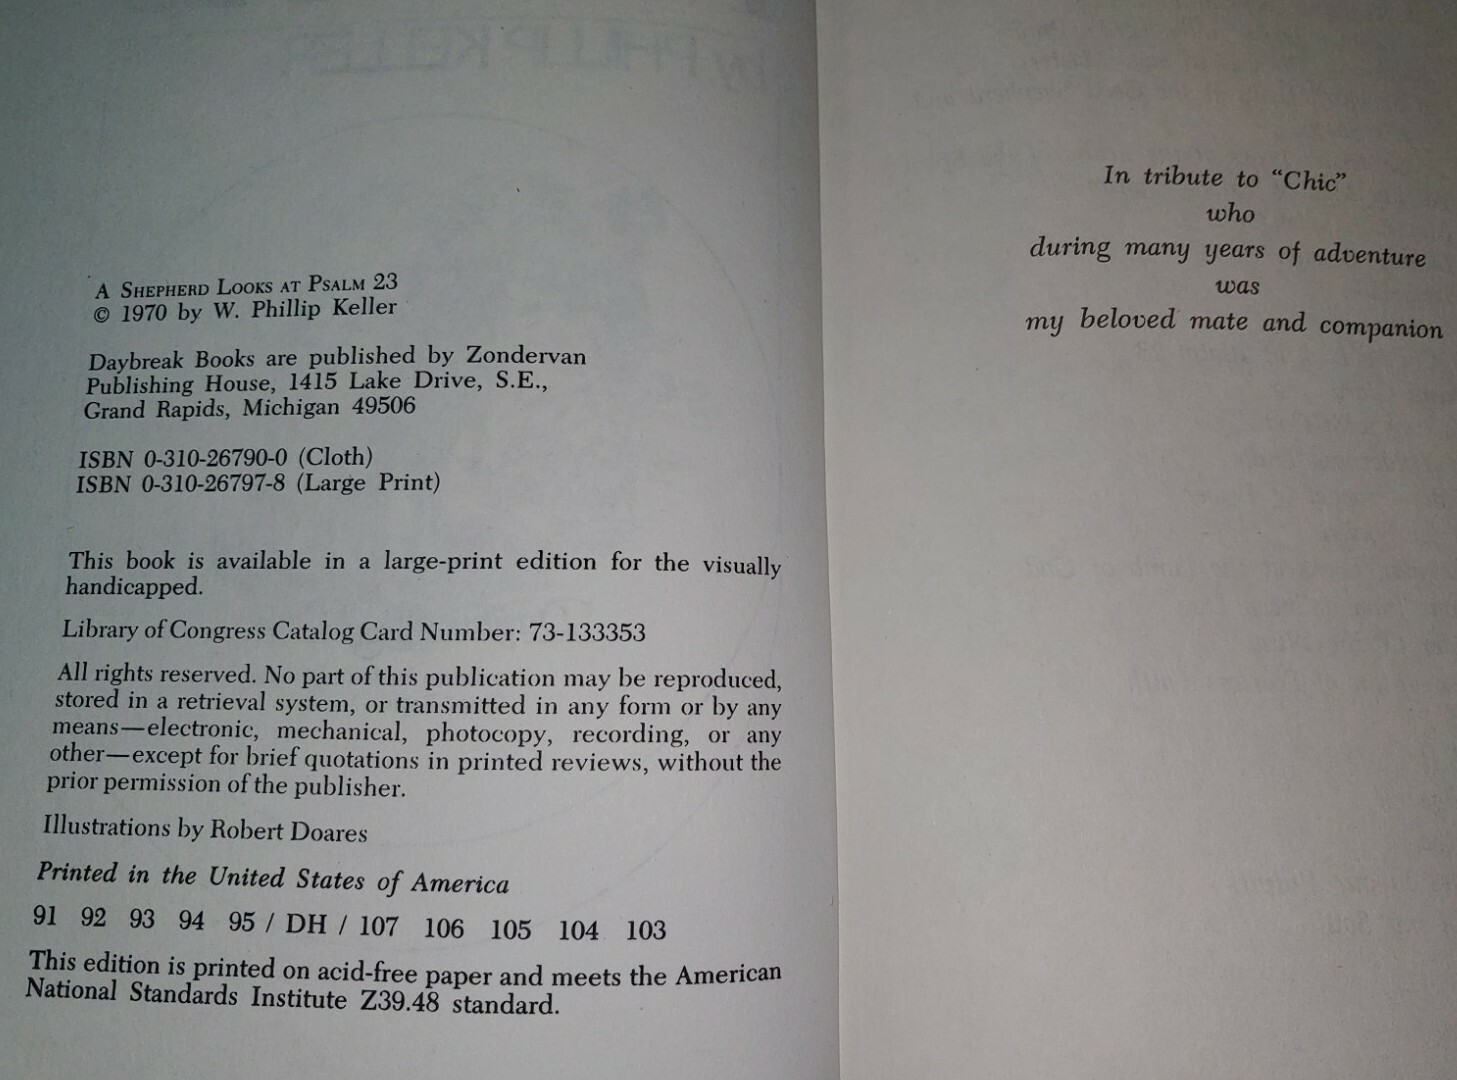 A Shepherd Looks at Psalm 23
© 1970 by W. Phillip Keller
Daybreak Books are published by Zondervan
Publishing House, 1415 Lake Drive, S.E.,
Grand Rapids, Michigan 49506
ISBN 0-310-26790-0 (Cloth)
ISBN 0-310-26797-8 (Large Print)
This book is available in a large-print edition for the visually
handicapped.
Library of Congress Catalog Card Number: 73-133353
All rights reserved. No part of this publication may be reproduced,
stored in a retrieval system, or transmitted in any form or by any
means—electronic, mechanical, photocopy, recording, or any
other—except for brief quotations in printed reviews, without the
prior permission of the publisher.
Illustrations by Robert Doares
Printed in the United States of America
91 92 93 94 95 / DH / 107 106 105 104 103
This edition is printed on acid-free paper and meets the American
National Standards Institute Z39.48 standard.
In tribute to “Chic”
who
during many years of adventure
was
my beloved mate and companion